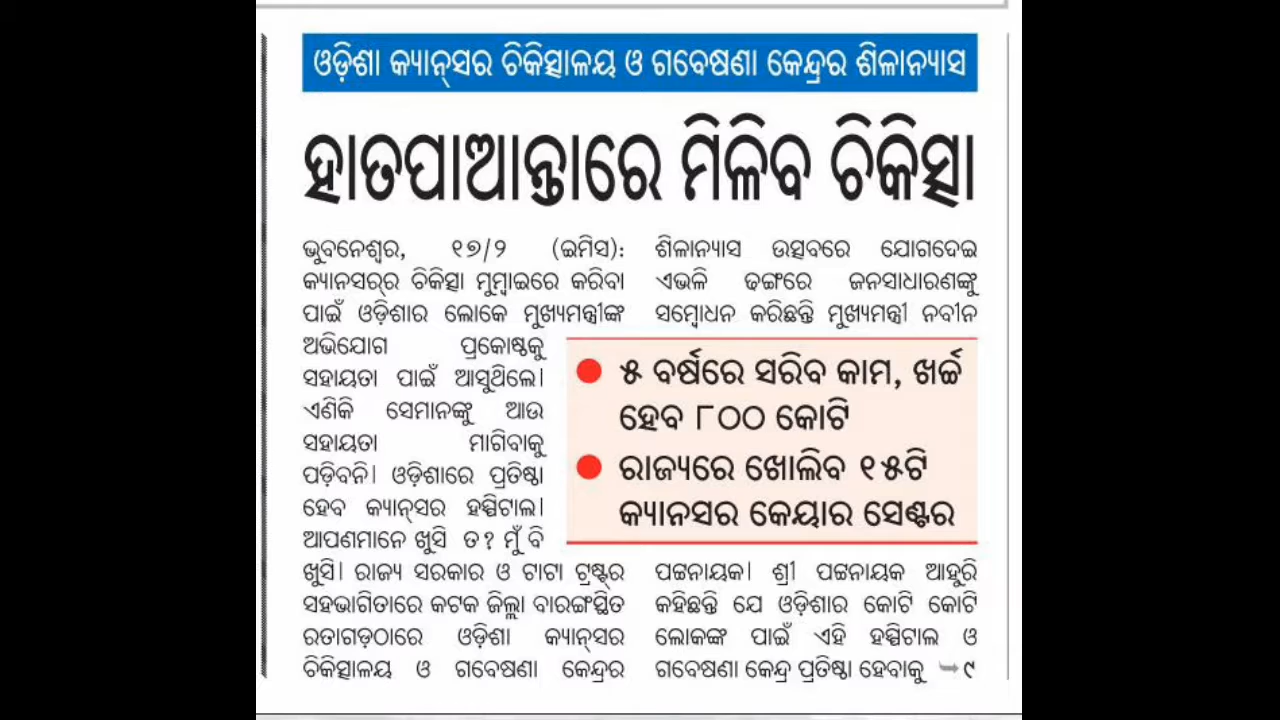 ଓଡ଼ିଶା କ୍ୟାନ୍‌ସର ଚିକିତ୍ସାଳୟ ଓ ଗବେଷଣା କେନ୍ଦ୍ରର ଶିଳାନ୍ୟାସ
ହାତପାଆନ୍ତାରେ ମିଳିବ ଚିକିତ୍ସା
ଭୁବନେଶ୍ୱର, ୧୭/୨ (ଇମିସ):
କ୍ୟାନସର୍‌ର ଚିକିତ୍ସା ମୁମ୍ବାଇରେ କରିବା
ପାଇଁ ଓଡ଼ିଶାର ଲୋକେ ମୁଖ୍ୟମନ୍ତ୍ରୀଙ୍କ
ଅଭିଯୋଗ ପ୍ରକୋଷ୍ଠକୁ
ସହାୟତା ପାଇଁ ଆସୁଥିଲେ।
ଏଣିକି ସେମାନଙ୍କୁ ଆଉ
ସହାୟତା ମାଗିବାକୁ
ପଡ଼ିବନି। ଓଡ଼ିଶାରେ ପ୍ରତିଷ୍ଠା
ହେବ କ୍ୟାନ୍‌ସର ହସ୍ପିଟାଲ।
ଆପଣମାନେ ଖୁସି ତ? ମୁଁ ବି
ଖୁସି। ରାଜ୍ୟ ସରକାର ଓ ଟାଟା ଟ୍ରଷ୍ଟ୍‌ର
ସହଭାଗିତାରେ କଟକ ଜିଲ୍ଲା ବାରଙ୍ଗସ୍ଥିତ
ରତାଗଡ଼ଠାରେ ଓଡ଼ିଶା କ୍ୟାନ୍‌ସର
ଚିକିତ୍ସାଳୟ ଓ ଗବେଷଣା କେନ୍ଦ୍ରର
ଶିଳାନ୍ୟାସ ଉତ୍ସବରେ ଯୋଗଦେଇ
ଏଭଳି ଢଙ୍ଗରେ ଜନସାଧାରଣଙ୍କୁ
ସମ୍ବୋଧନ କରିଛନ୍ତି ମୁଖ୍ୟମନ୍ତ୍ରୀ ନବୀନ
୫ ବର୍ଷରେ ସରିବ କାମ, ଖର୍ଚ୍ଚ
ହେବ ୮୦୦ କୋଟି
ରାଜ୍ୟରେ ଖୋଲିବ ୧୫ଟି
କ୍ୟାନସର କେୟାର ସେଣ୍ଟର
ପଟ୍ଟନାୟକ। ଶ୍ରୀ ପଟ୍ଟନାୟକ ଆହୁରି
କହିଛନ୍ତି ଯେ ଓଡ଼ିଶାର କୋଟି କୋଟି
ଲୋକଙ୍କ ପାଇଁ ଏହି ହସ୍ପିଟାଲ ଓ
ଗବେଷଣା କେନ୍ଦ୍ର ପ୍ରତିଷ୍ଠା ହେବାକୁ ➥୯